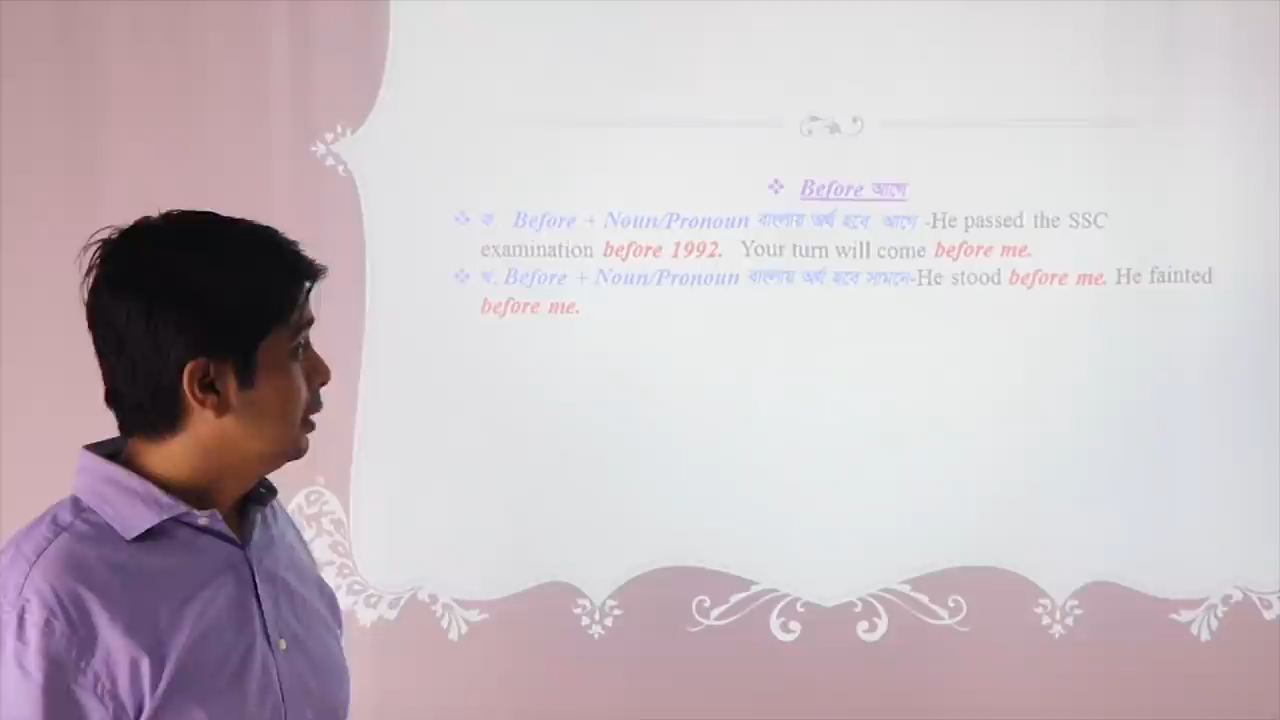 ❖ Before আগে
❖ ক. Before + Noun/Pronoun বাংলায় অর্থ হবে আগে -He passed the SSC
examination before 1992. Your turn will come before me.
❖ খ. Before + Noun/Pronoun বাংলায় অর্থ হবে সামনে-He stood before me. He fainted
before me.